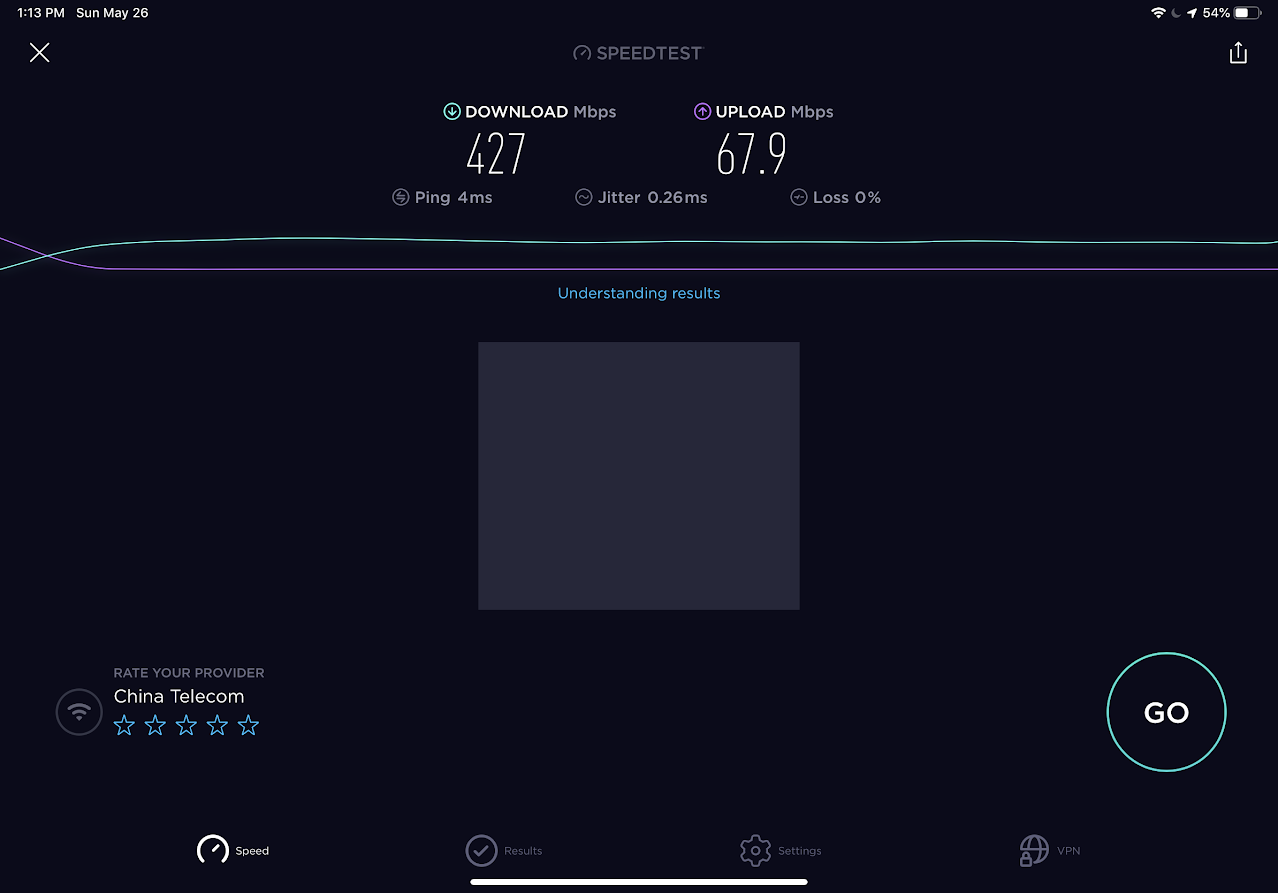 1:13 PM Sun May 26 54%
SPEEDTEST
DOWNLOAD Mbps UPLOAD Mbps
427 67.9
Ping 4ms Jitter 0.26ms Loss 0%
Understanding results
RATE YOUR PROVIDER
China Telecom
GO
Speed Results Settings VPN